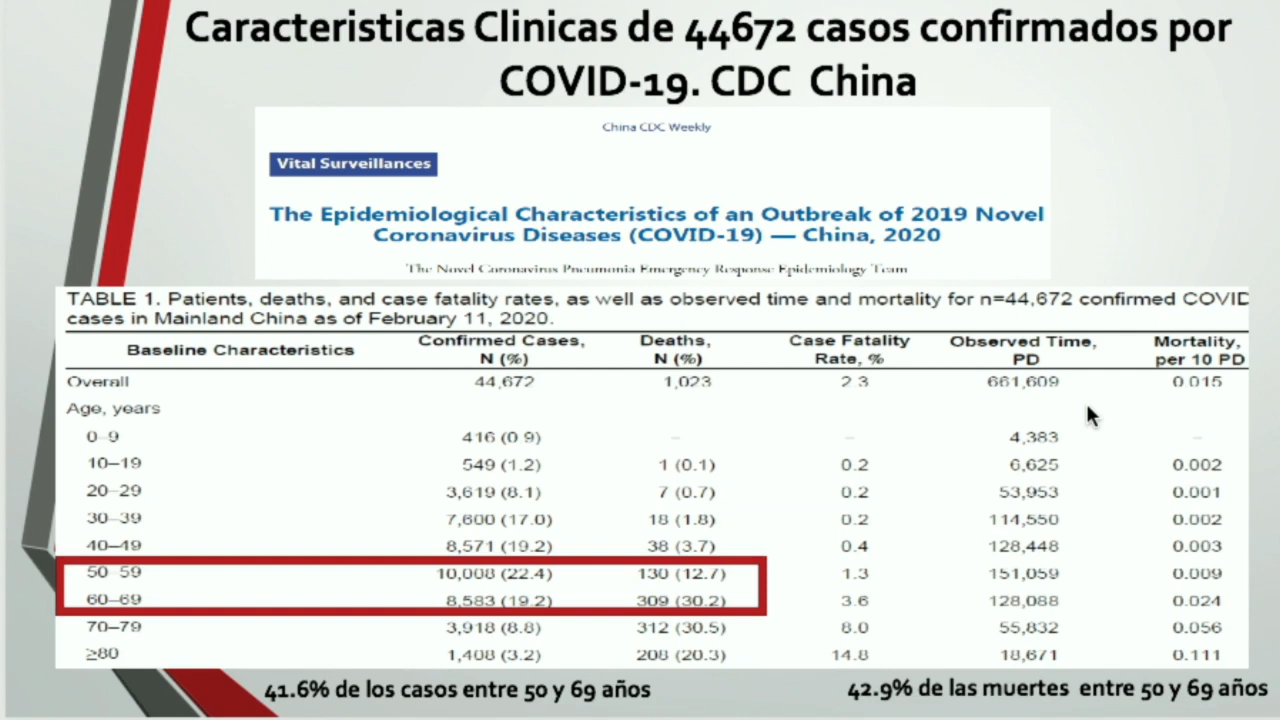 Caracteristicas Clinicas de 44672 casos confirmados por
COVID-19. CDC China
China CDC Weekly
Vital Surveillances
The Epidemiological Characteristics of an Outbreak of 2019 Novel
Coronavirus Diseases (COVID-19) — China, 2020
The Novel Coronavirus Pneumonia Emergency Response Epidemiology Team
TABLE 1. Patients, deaths, and case fatality rates, as well as observed time and mortality for n=44,672 confirmed COVID
cases in Mainland China as of February 11, 2020.
Baseline Characteristics Confirmed Cases, N (%) Deaths, N (%) Case Fatality Rate, % Observed Time, PD Mortality, per 10 PD
Overall 44,672 1,023 2.3 661,609 0.015
Age, years
0–9 416 (0.9) – – 4,383 –
10–19 549 (1.2) 1 (0.1) 0.2 6,625 0.002
20–29 3,619 (8.1) 7 (0.7) 0.2 53,953 0.001
30–39 7,600 (17.0) 18 (1.8) 0.2 114,550 0.002
40–49 8,571 (19.2) 38 (3.7) 0.4 128,448 0.003
50–59 10,008 (22.4) 130 (12.7) 1.3 151,059 0.009
60–69 8,583 (19.2) 309 (30.2) 3.6 128,088 0.024
70–79 3,918 (8.8) 312 (30.5) 8.0 55,832 0.056
≥80 1,408 (3.2) 208 (20.3) 14.8 18,671 0.111
41.6% de los casos entre 50 y 69 años
42.9% de las muertes entre 50 y 69 años